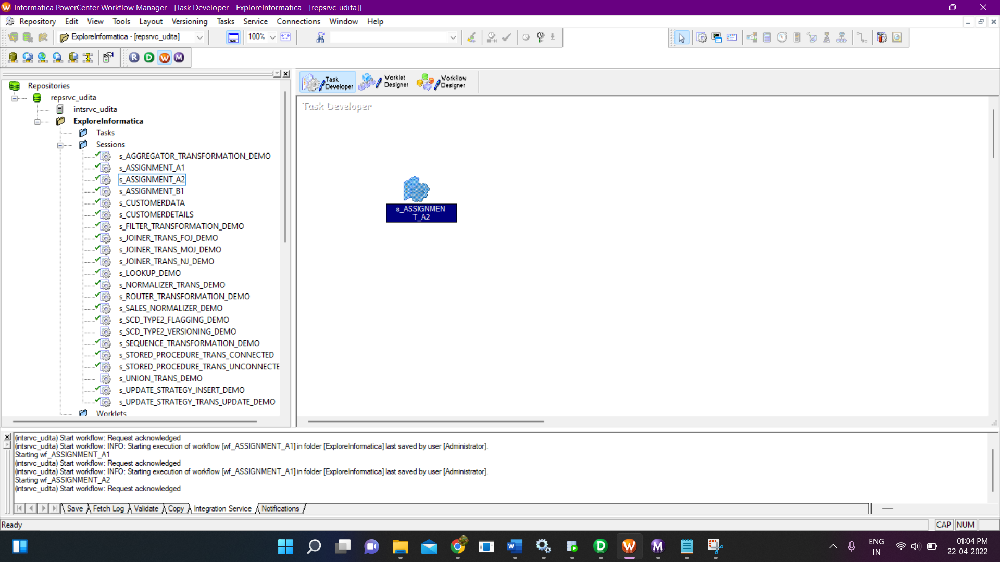 Informatica PowerCenter Workflow Manager - [Task Developer - ExploreInformatica - [repsrvc_udita]]
Repository Edit View Tools Layout Versioning Tasks Service Connections Window Help
ExploreInformatica - [repsrvc_udita]
100%
R D W M
Task Developer
Worklet Designer
Workflow Designer
Repositories
repsrvc_udita
intsrvc_udita
ExploreInformatica
Tasks
Sessions
s_AGGREGATOR_TRANSFORMATION_DEMO
s_ASSIGNMENT_A1
s_ASSIGNMENT_A2
s_ASSIGNMENT_B1
s_CUSTOMERDATA
s_CUSTOMERDETAILS
s_FILTER_TRANSFORMATION_DEMO
s_JOINER_TRANS_FOJ_DEMO
s_JOINER_TRANS_MOJ_DEMO
s_JOINER_TRANS_NJ_DEMO
s_LOOKUP_DEMO
s_NORMALIZER_TRANS_DEMO
s_ROUTER_TRANSFORMATION_DEMO
s_SALES_NORMALIZER_DEMO
s_SCD_TYPE2_FLAGGING_DEMO
s_SCD_TYPE2_VERSIONING_DEMO
s_SEQUENCE_TRANSFORMATION_DEMO
s_STORED_PROCEDURE_TRANS_CONNECTED
s_STORED_PROCEDURE_TRANS_UNCONNECTE
s_UNION_TRANS_DEMO
s_UPDATE_STRATEGY_INSERT_DEMO
s_UPDATE_STRATEGY_TRANS_UPDATE_DEMO
Worklets
Task Developer
s_ASSIGNMEN
T_A2
(intsrvc_udita) Start workflow: Request acknowledged
(intsrvc_udita) Start workflow: INFO: Starting execution of workflow [wf_ASSIGNMENT_A1] in folder [ExploreInformatica] last saved by user [Administrator].
Starting wf_ASSIGNMENT_A1
(intsrvc_udita) Start workflow: Request acknowledged
(intsrvc_udita) Start workflow: INFO: Starting execution of workflow [wf_ASSIGNMENT_A1] in folder [ExploreInformatica] last saved by user [Administrator].
Starting wf_ASSIGNMENT_A2
(intsrvc_udita) Start workflow: Request acknowledged
Save Fetch Log Validate Copy Integration Service Notifications
Ready
CAP NUM
ENG
IN
01:04 PM
22-04-2022